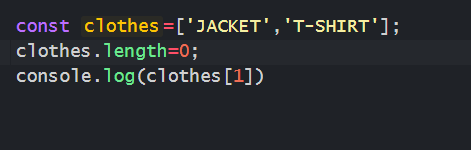 const clothes=['JACKET','T-SHIRT'];
clothes.length=0;
console.log(clothes[1])